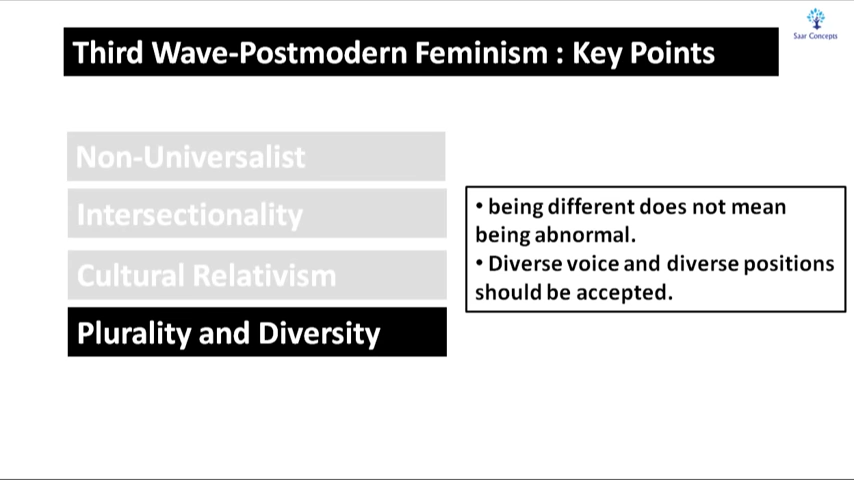 Saar Concepts
Third Wave-Postmodern Feminism : Key Points
Non-Universalist
Intersectionality
Cultural Relativism
Plurality and Diversity
• being different does not mean
being abnormal.
• Diverse voice and diverse positions
should be accepted.